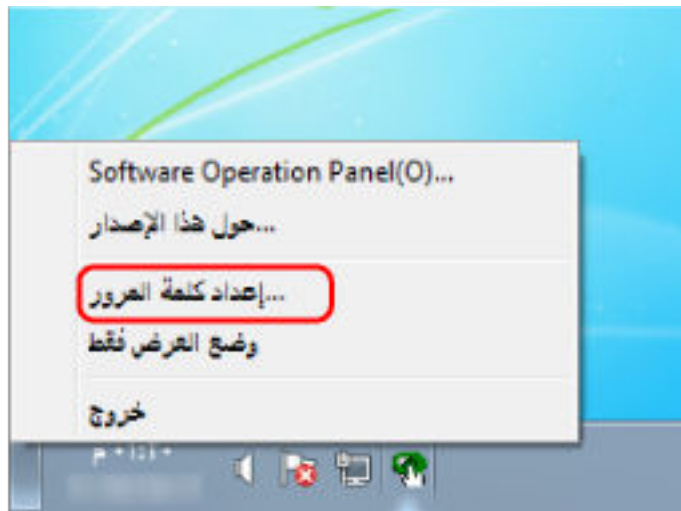 Software Operation Panel(O)...
حول هذا الإصدار...
إعداد كلمة المرور...
وضع العرض فقط
خروج